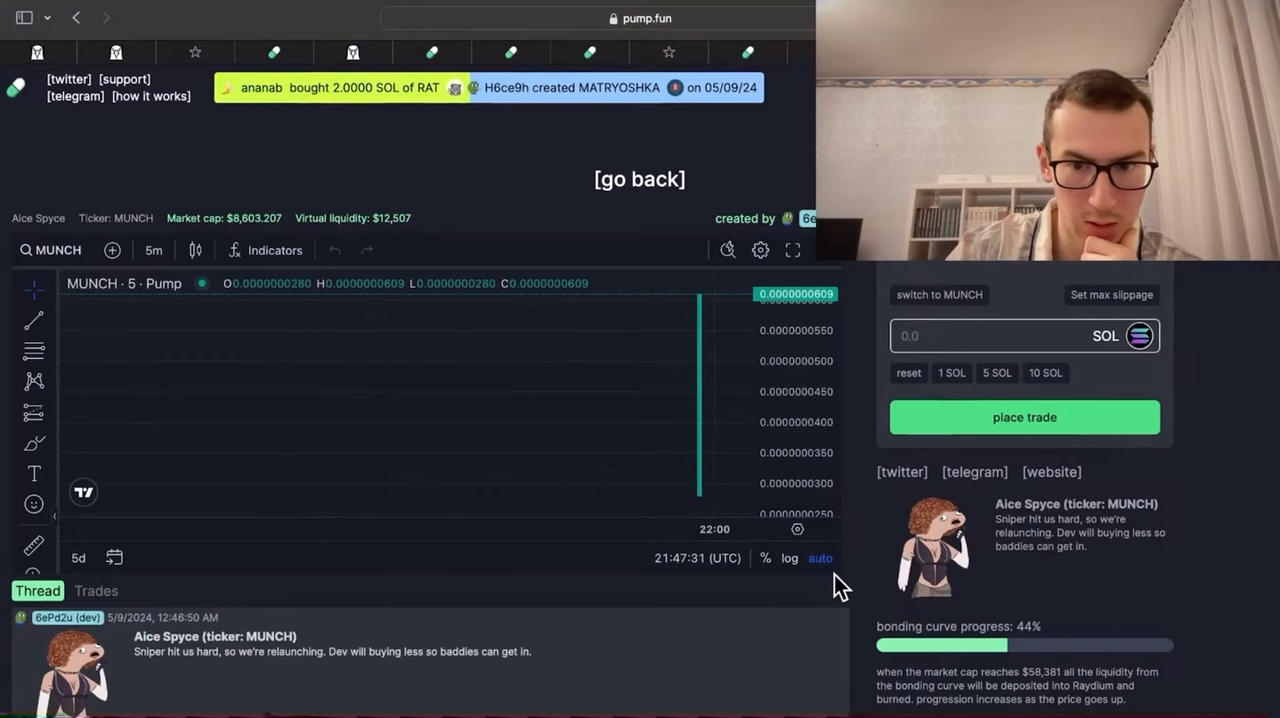 pump.fun
[twitter] [support]
[telegram] [how it works]
ananab bought 2.0000 SOL of RAT
H6ce9h created MATRYOSHKA on 05/09/24
[go back]
Aice Spyce Ticker: MUNCH Market cap: $8,603.207 Virtual liquidity: $12,507
created by 6e
MUNCH 5m Indicators
MUNCH · 5 · Pump O0.0000000280 H0.0000000609 L0.0000000280 C0.0000000609
0.0000000609
0.0000000550
0.0000000500
0.0000000450
0.0000000400
0.0000000350
0.0000000300
0.0000000250
22:00
5d 21:47:31 (UTC) % log auto
switch to MUNCH Set max slippage
0.0 SOL
reset 1 SOL 5 SOL 10 SOL
place trade
[twitter] [telegram] [website]
Aice Spyce (ticker: MUNCH)
Sniper hit us hard, so we're
relaunching. Dev will buying less so
baddies can get in.
bonding curve progress: 44%
when the market cap reaches $58,381 all the liquidity
from the bonding curve will be deposited into Raydium and
burned. progression increases as the price goes up.
Thread Trades
6ePd2u (dev) 5/9/2024, 12:46:50 AM
Aice Spyce (ticker: MUNCH)
Sniper hit us hard, so we're relaunching. Dev will buying less so baddies can get in.